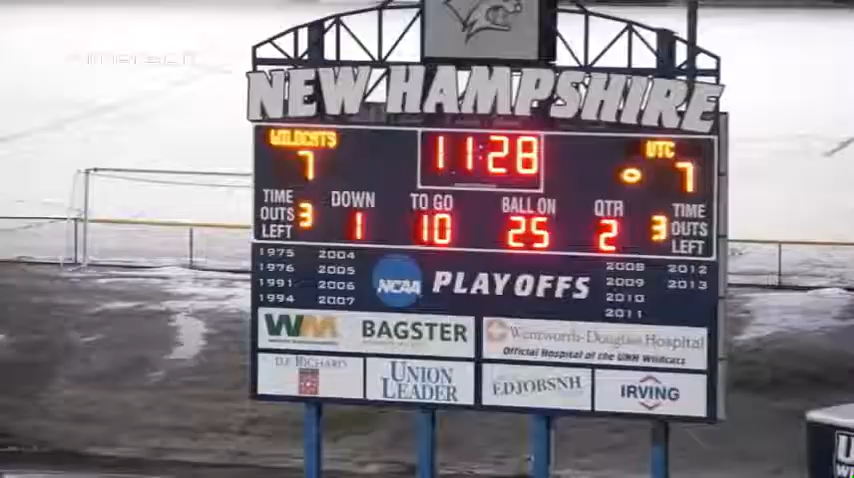 NEW HAMPSHIRE
WILDCATS 11:28 UTC
7 7
TIME OUTS LEFT 3 DOWN 1 TO GO 10 BALL ON 25 QTR 2 3 TIME OUTS LEFT
1975 2004 2008 2012
1976 2005 2009 2013
1991 2006 NCAA PLAYOFFS 2010
1994 2007 2011
WM BAGSTER Wentworth-Douglass Hospital
Official Hospital of the UNH Wildcats
UNION LEADER EDJOBSNH IRVING